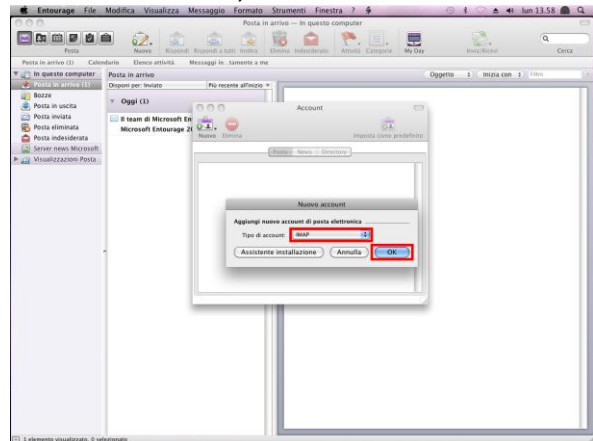 Entourage File Modifica Visualizza Messaggio Formato Strumenti Finestra ? lun 13.58
Posta in arrivo — In questo computer
Posta Nuovo Rispondi Rispondi a tutti Inoltra Elimina Indesiderato Attività Categorie My Day Invia/Ricevi Cerca
Posta in arrivo (1) Calendario Elenco attività Messaggi in...tamente a me
In questo computer
Posta in arrivo (1)
Bozze
Posta in uscita
Posta inviata
Posta eliminata
Posta indesiderata
Server news Microsoft
Visualizzazioni Posta
Posta in arrivo
Oggetto Inizia con Filtro
Disponi per: Inviato Più recente all'inizio
Oggi (1)
Il team di Microsoft En
Microsoft Entourage 20
Account
Nuovo Elimina Imposta come predefinito
Posta News Directory
Nuovo account
Aggiungi nuovo account di posta elettronica
Tipo di account: IMAP
Assistente installazione Annulla OK
1 elemento visualizzato, 0 selezionato